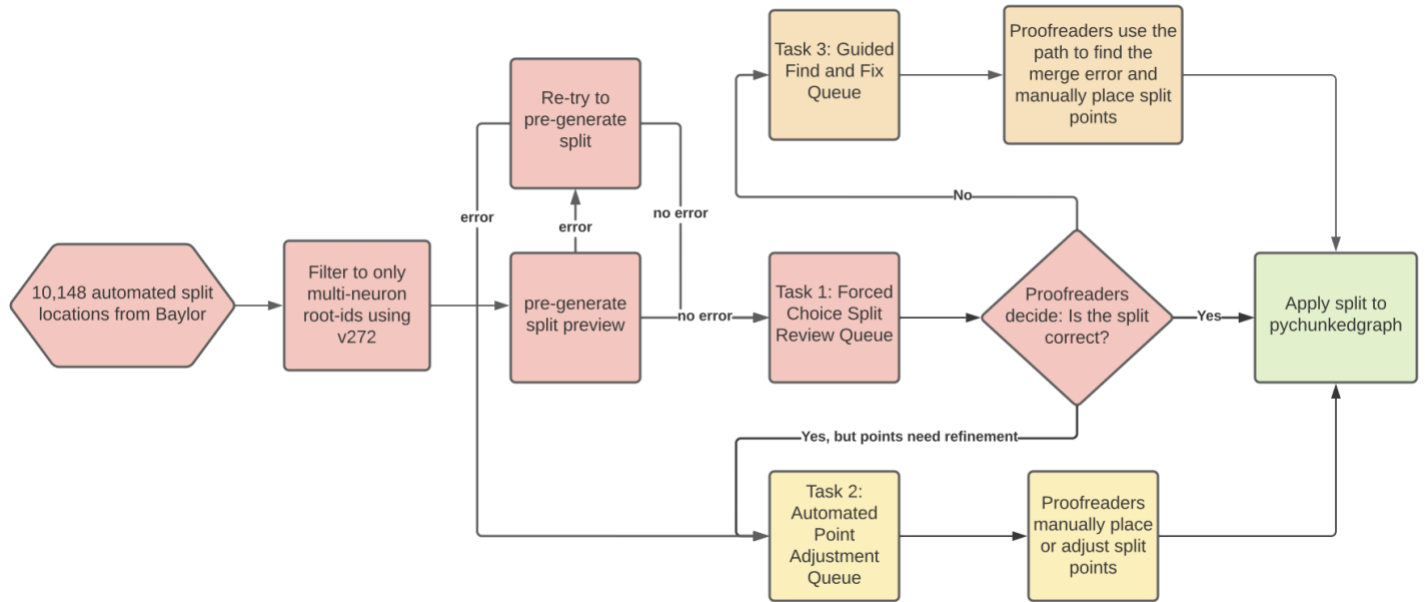 10,148 automated split
locations from Baylor
Filter to only
multi-neuron
root-ids using
v272
Re-try to
pre-generate
split
error
error
no error
pre-generate
split preview
no error
Task 1: Forced
Choice Split
Review Queue
Proofreaders
decide: Is the split
correct?
No
Task 3: Guided
Find and Fix
Queue
Proofreaders use the
path to find the
merge error and
manually place split
points
Yes
Apply split to
pychunkedgraph
Yes, but points need refinement
Task 2:
Automated
Point
Adjustment
Queue
Proofreaders
manually place
or adjust split
points